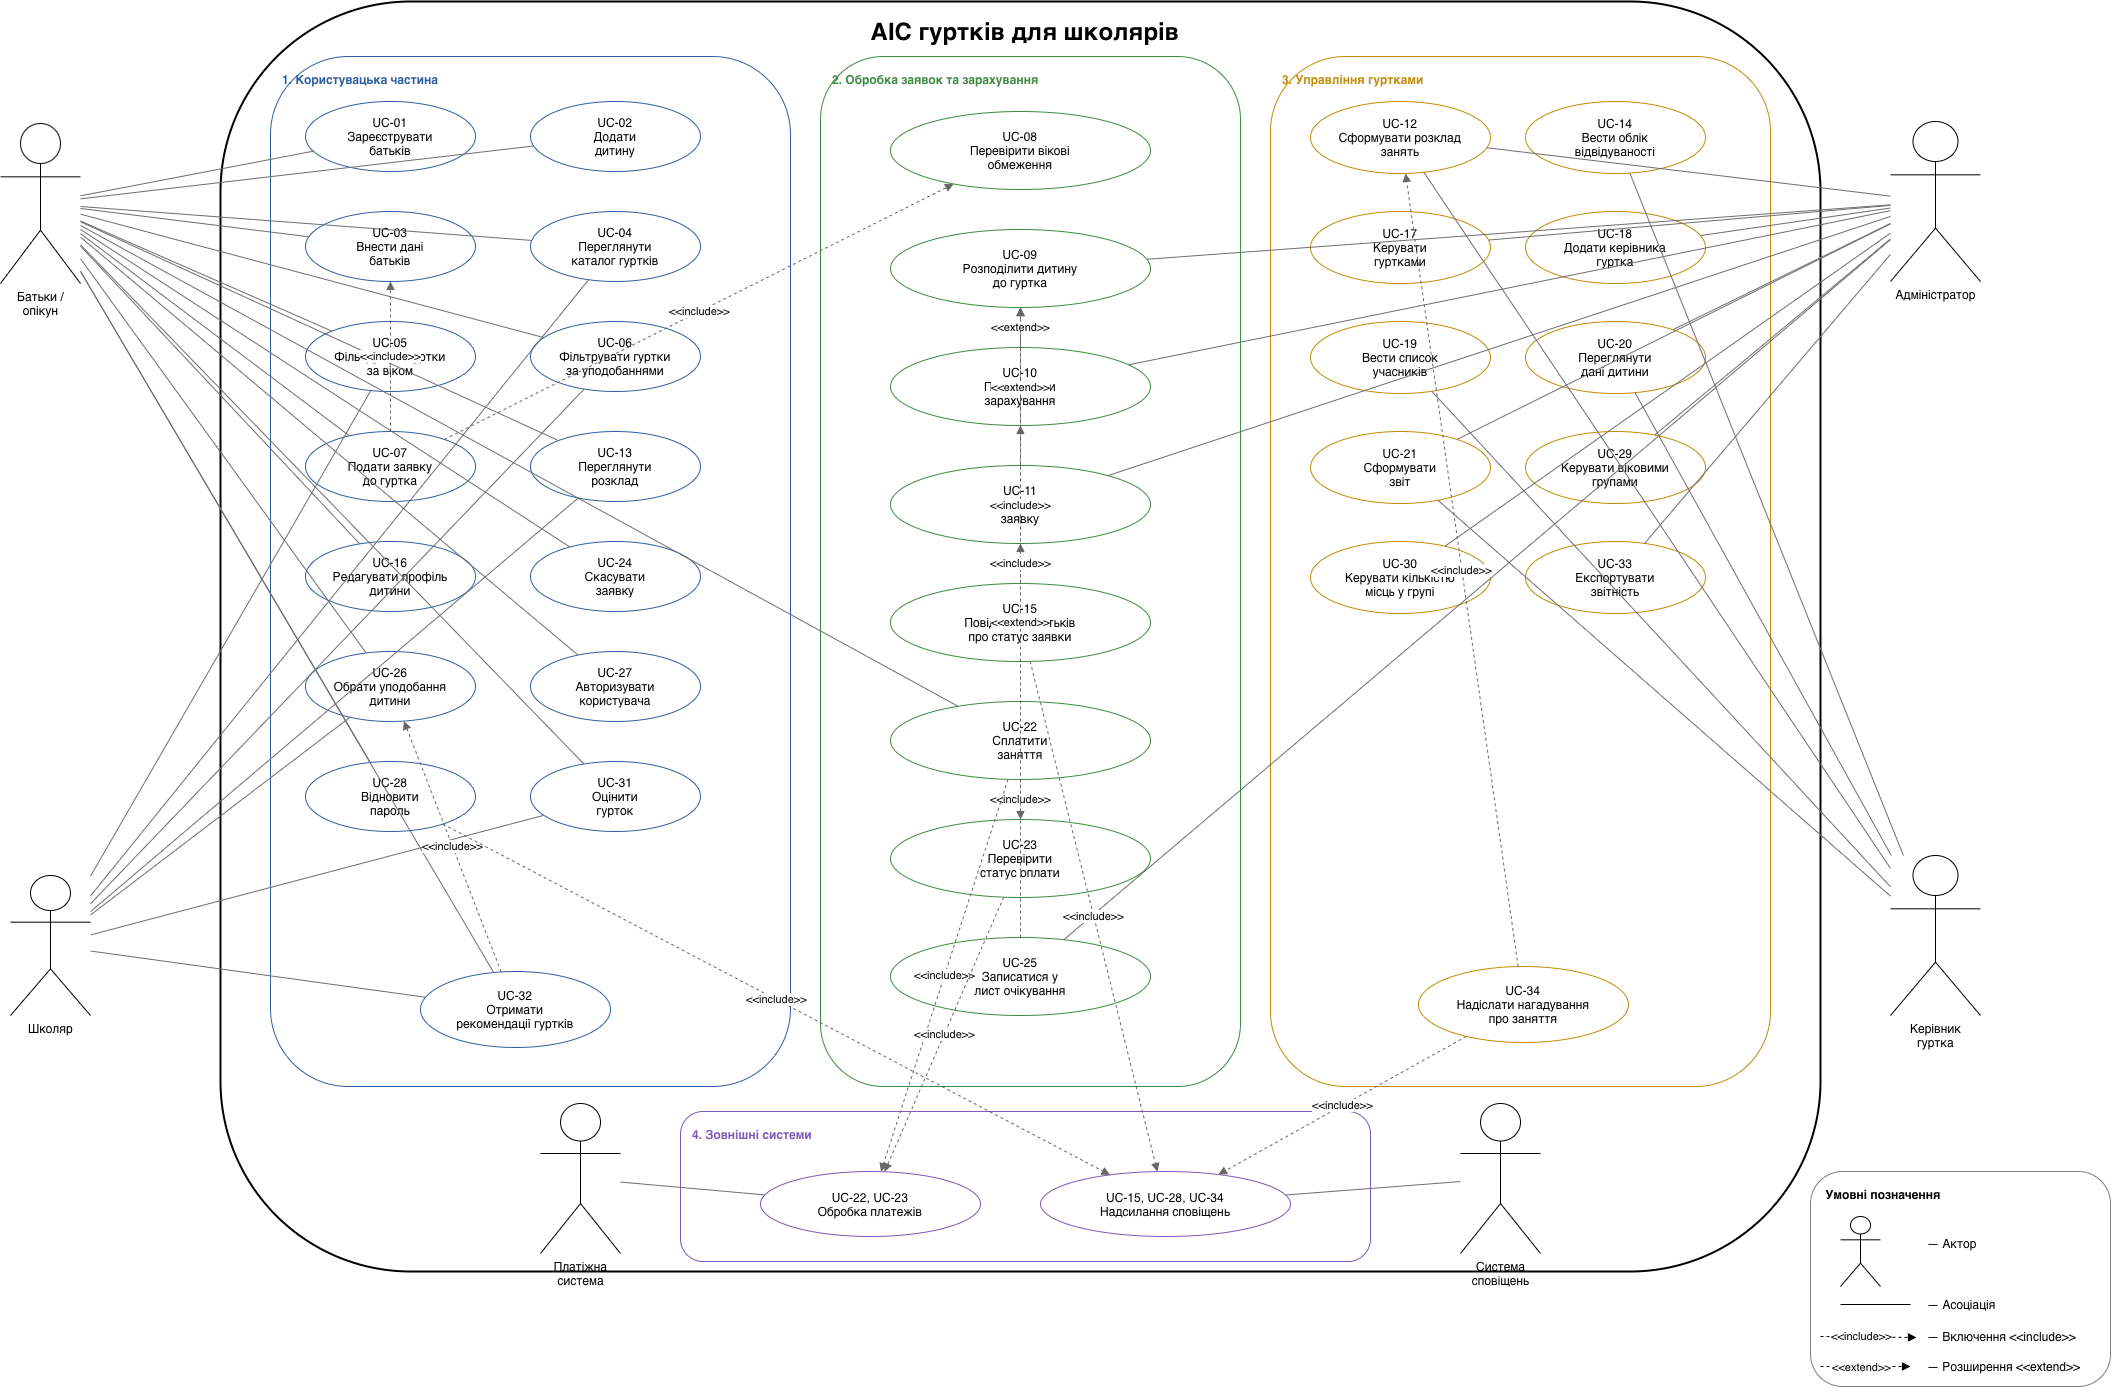 АІС гуртків для школярів
1. Користувацька частина
UC-01
Зареєструвати
батьків
UC-02
Додати
дитину
UC-03
Внести дані
батьків
UC-04
Переглянути
каталог гуртків
UC-05
за віком
<<include>>
UC-06
Фільтрувати гуртки
за уподобаннями
UC-07
Подати заявку
до гуртка
UC-13
Переглянути
розклад
UC-16
Редагувати профіль
дитини
UC-24
Скасувати
заявку
UC-26
Обрати уподобання
дитини
UC-27
Авторизувати
користувача
UC-28
Відновити
пароль
UC-31
Оцінити
гурток
<<include>>
UC-32
Отримати
рекомендації гуртків
<<include>>
<<include>>
2. Обробка заявок та зарахування
UC-08
Перевірити вікові
обмеження
UC-09
Розподілити дитину
до гуртка
<<extend>>
UC-10
<<extend>>
зарахування
UC-11
<<include>>
заявку
<<include>>
UC-15
<<extend>>
про статус заявки
UC-22
Сплатити
заняття
<<include>>
UC-23
Перевірити
статус оплати
<<include>>
UC-25
Записатися у
лист очікування
<<include>>
<<include>>
3. Управління гуртками
UC-12
Сформувати розклад
занять
UC-14
Вести облік
відвідуваності
UC-17
Керувати
гуртками
UC-18
Додати керівника
гуртка
UC-19
Вести список
учасників
UC-20
Переглянути
дані дитини
UC-21
Сформувати
звіт
UC-29
Керувати віковими
групами
UC-30
Керувати кількістю
місць у групі
<<include>>
UC-33
Експортувати
звітність
UC-34
Надіслати нагадування
про заняття
<<include>>
4. Зовнішні системи
UC-22, UC-23
Обробка платежів
UC-15, UC-28, UC-34
Надсилання сповіщень
Батьки /
опікун
Школяр
Адміністратор
Керівник
гуртка
Платіжна
система
Система
сповіщень
Умовні позначення
— Актор
— Асоціація
<<include>> — Включення <<include>>
<<extend>> — Розширення <<extend>>